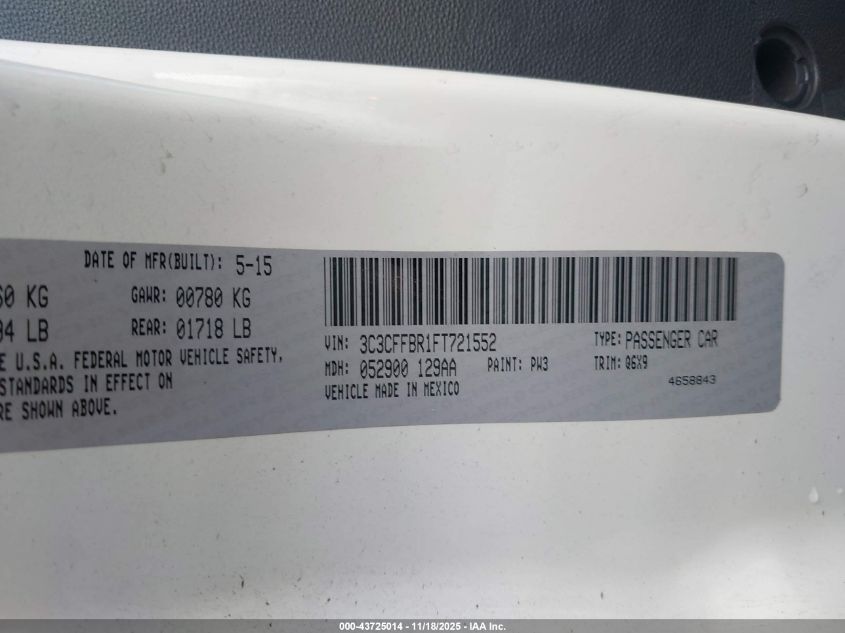 DATE OF MFR(BUILT): 5-15
60 KG GAWR: 00780 KG
LB REAR: 01718 LB
U.S.A. FEDERAL MOTOR VEHICLE SAFETY,
STANDARDS IN EFFECT ON
SHOWN ABOVE.
VIN: 3C3CFFBR1FT721552 TYPE: PASSENGER CAR
MDH: 052900 129AA PAINT: PW3 TRIM: Q6X9
VEHICLE MADE IN MEXICO 4658843
000-43725014 - 11/18/2025 - IAA Inc.